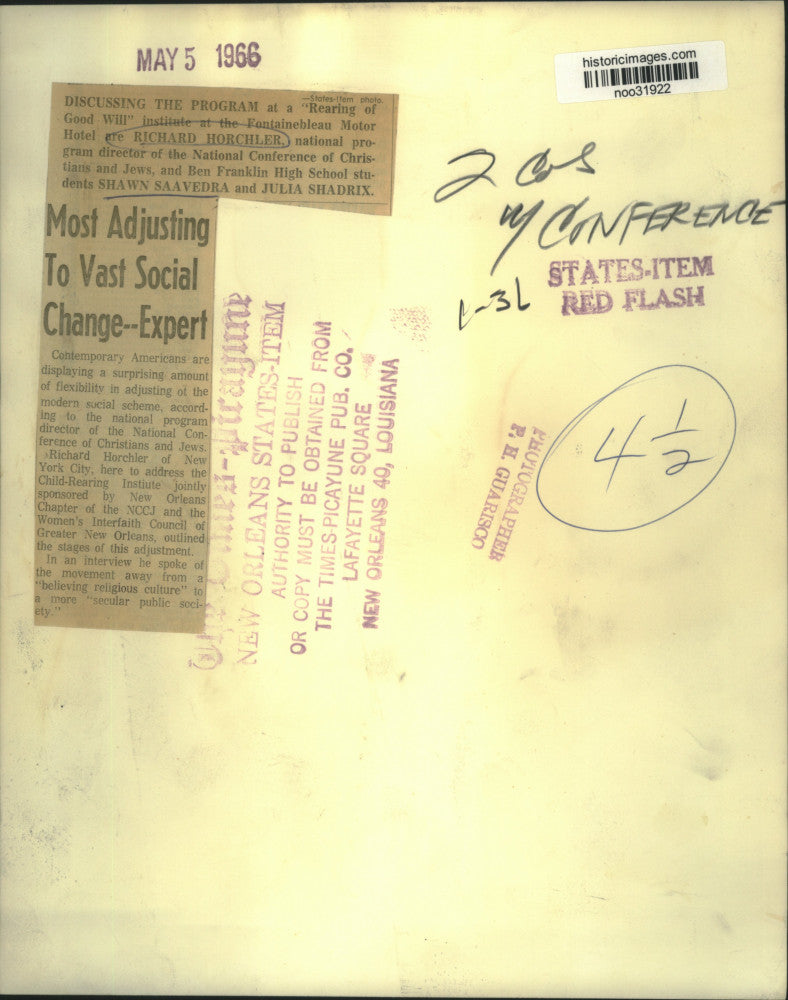 MAY 5 1966
historicimages.com
noo31922
—States-Item photo.
DISCUSSING THE PROGRAM at a "Rearing of
Good Will" institute at the Fontainebleau Motor
Hotel are RICHARD HORCHLER, national pro-
gram director of the National Conference of Chris-
tians and Jews, and Ben Franklin High School stu-
dents SHAWN SAAVEDRA and JULIA SHADRIX.
Most Adjusting
To Vast Social
Change--Expert
Contemporary Americans are
displaying a surprising amount
of flexibility in adjusting ot the
modern social scheme, accord-
ing to the national program
director of the National Con-
ference of Christians and Jews.
Richard Horchler of New
York City, here to address the
Child-Rearing Instiute jointly
sponsored by New Orleans
Chapter of the NCCJ and the
Women's Interfaith Council of
Greater New Orleans, outlined
the stages of this adjustment.
In an interview he spoke of
the movement away from a
"believing religious culture" to
a more "secular public soci-
ety."
2 cols
W/ CONFERENCE
STATES-ITEM
RED FLASH
1-3L
4 1/2
Times-Picayune
NEW ORLEANS STATES-ITEM
AUTHORITY TO PUBLISH
OR COPY MUST BE OBTAINED FROM
THE TIMES-PICAYUNE PUB. CO.
LAFAYETTE SQUARE
NEW ORLEANS 40, LOUISIANA
PHOTOGRAPHER
P. H. GUARISCO